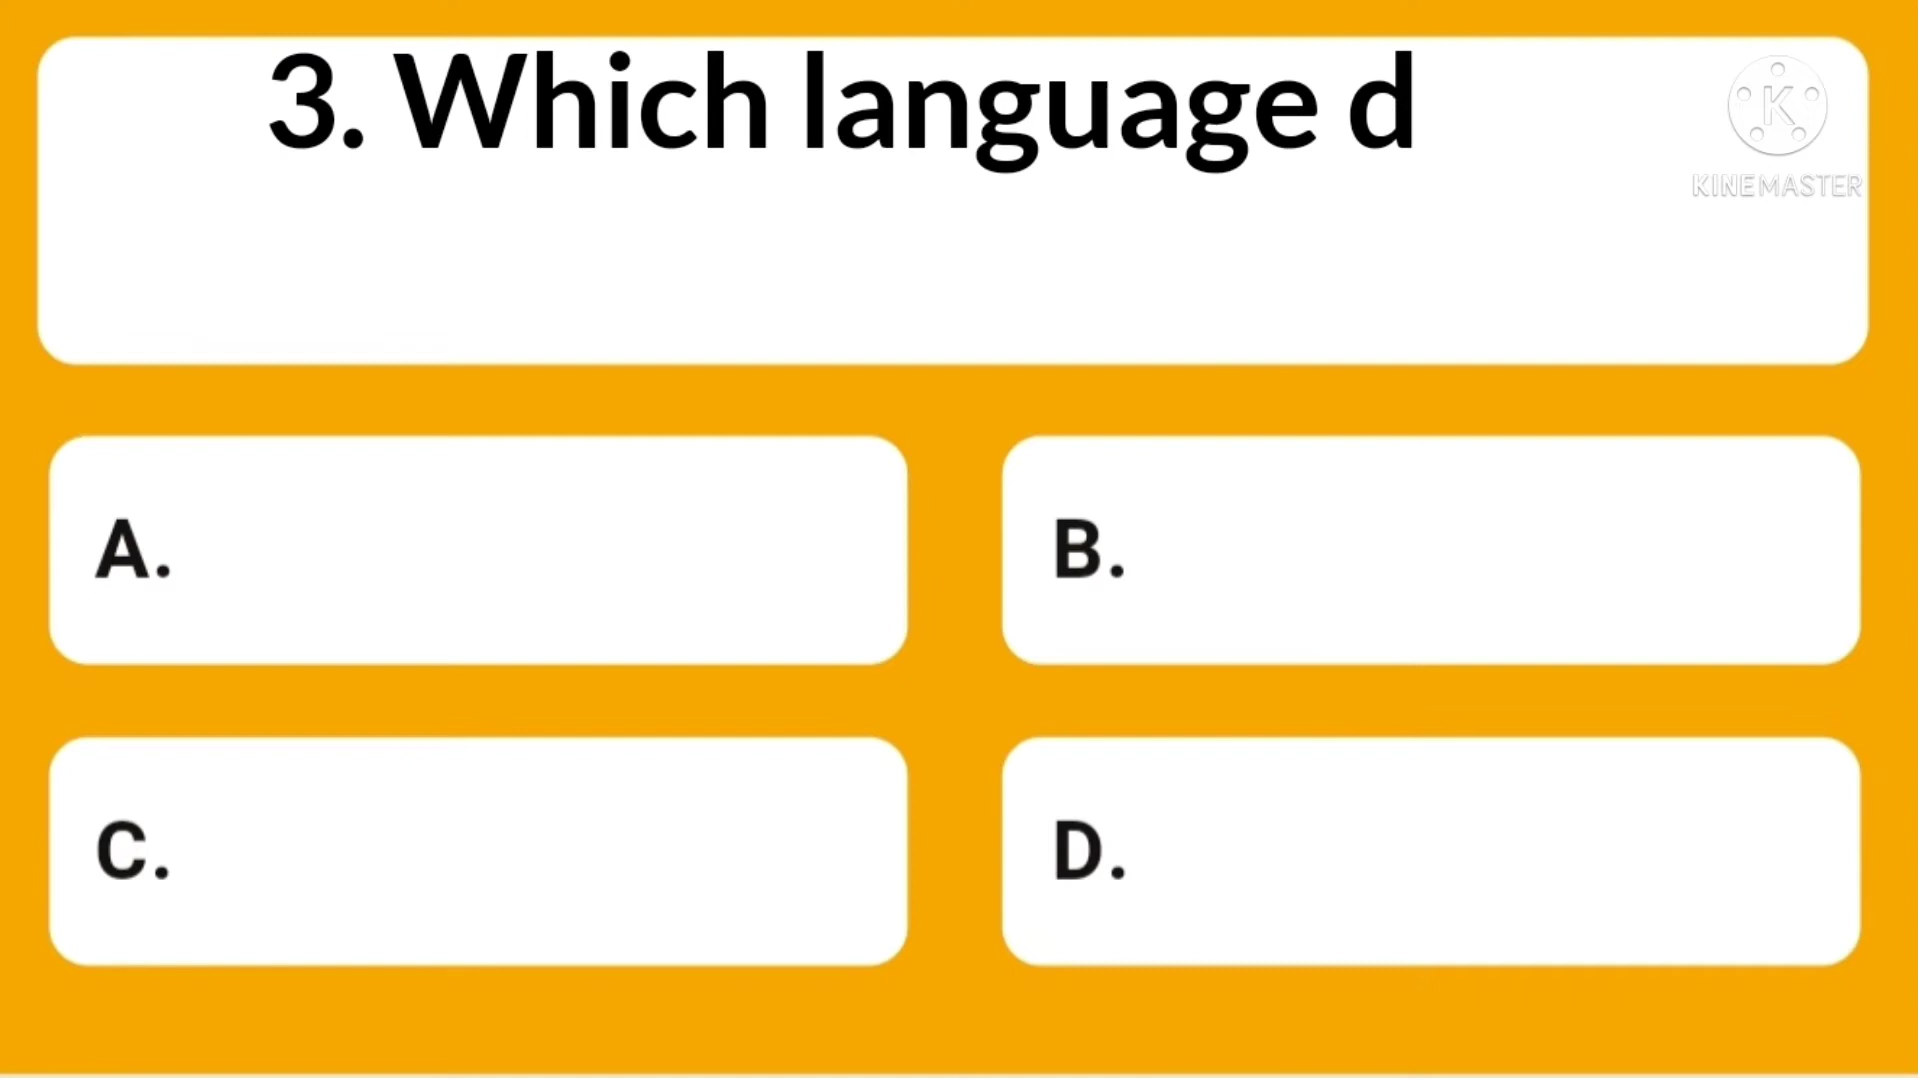 3. Which language d
K
KINEMASTER
A.
B.
C.
D.